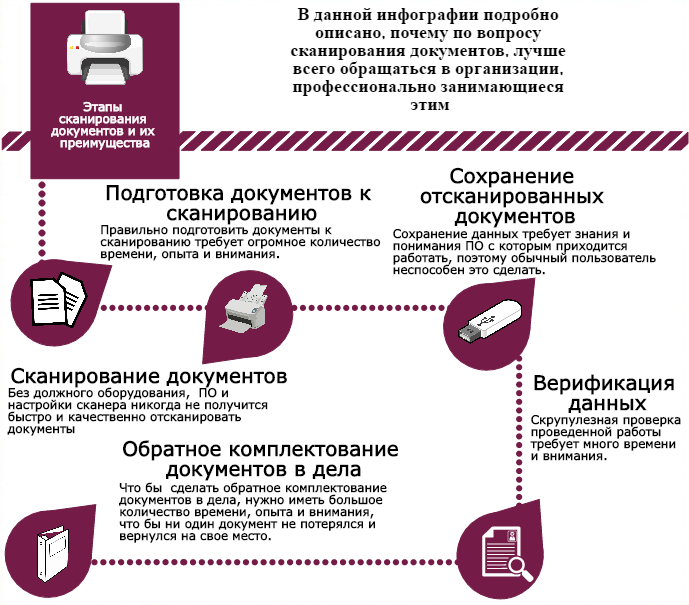 В данной инфографии подробно
описано, почему по вопросу
сканирования документов, лучше
всего обращаться в организации,
профессионально занимающиеся
этим
Этапы
сканирования
документов и их
преимущества
Подготовка документов к
сканированию
Правильно подготовить документы к
сканированию требует огромное количество
времени, опыта и внимания.
Сканирование документов
Без должного оборудования, ПО и
настройки сканера никогда не получится
быстро и качественно отсканировать
документы
Сохранение
отсканированных
документов
Сохранение данных требует знания и
понимания ПО с которым приходится
работать, поэтому обычный пользователь
неспособен это сделать.
Верификация
данных
Скрупулезная проверка
проведенной работы
требует много времени
и внимания.
Обратное комплектование
документов в дела
Что бы сделать обратное комплектование
документов в дела, нужно иметь большое
количество времени, опыта и внимания,
что бы ни один документ не потерялся и
вернулся на свое место.